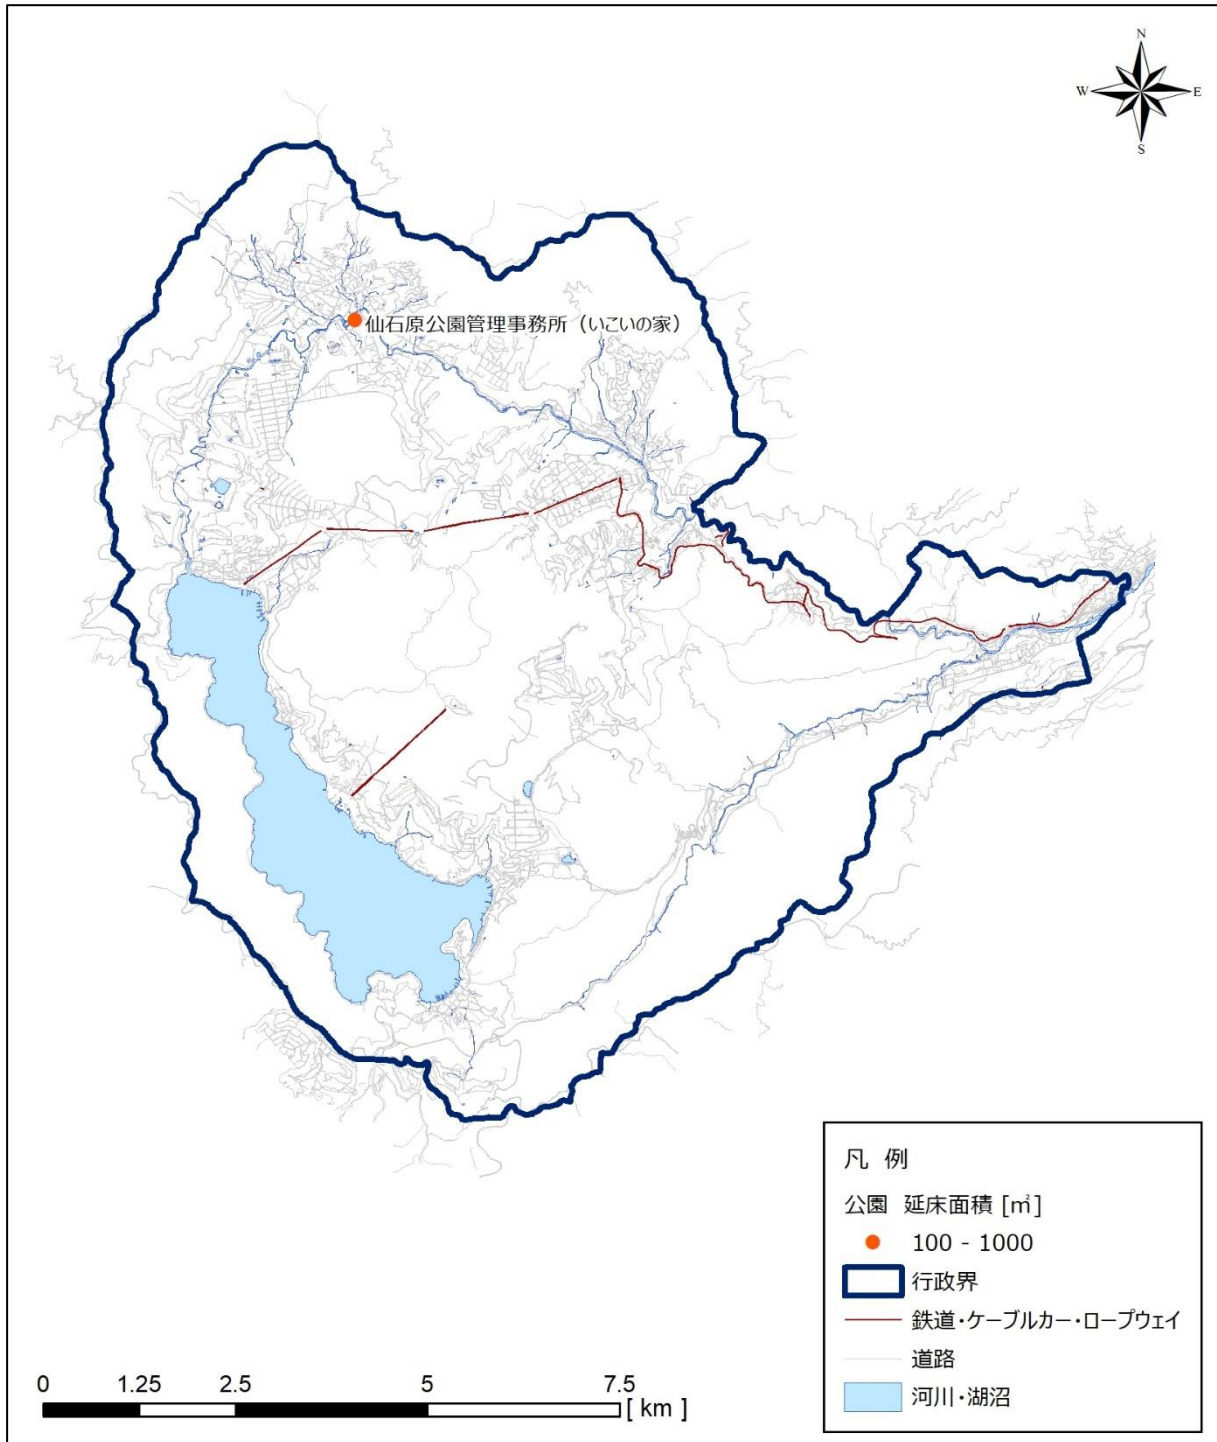 N
W
E
S
仙石原公園管理事務所（いこいの家）
凡 例
公園 延床面積 [㎡]
100 - 1000
行政界
鉄道・ケーブルカー・ロープウェイ
道路
河川・湖沼
0 1.25 2.5 5 7.5
[ km ]